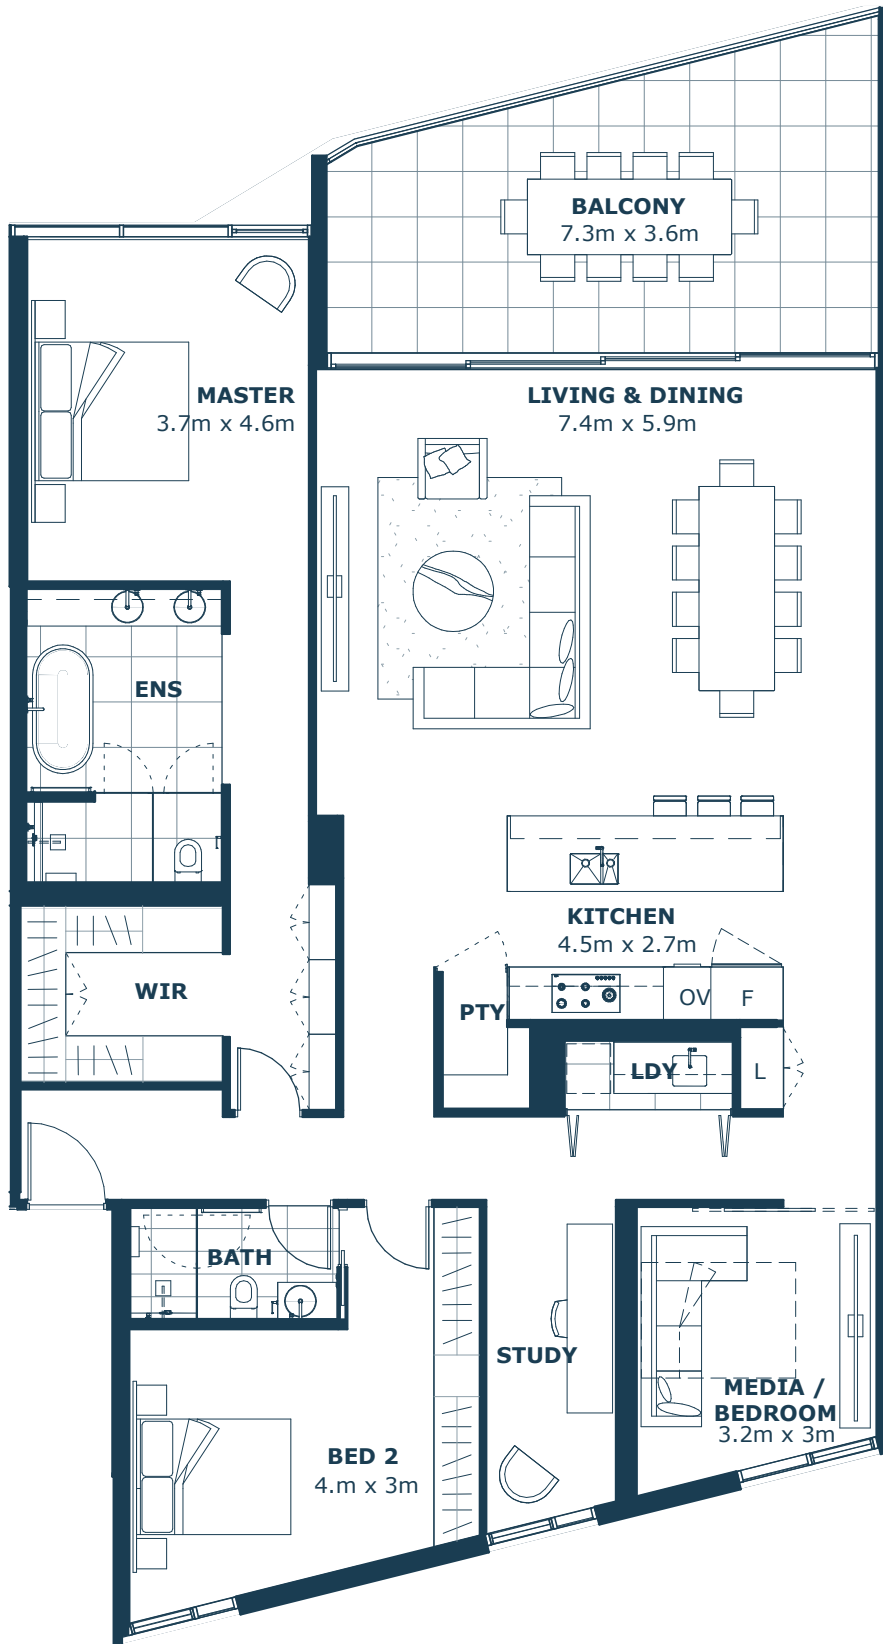 BALCONY
7.3m x 3.6m
MASTER
3.7m x 4.6m
LIVING & DINING
7.4m x 5.9m
ENS
KITCHEN
4.5m x 2.7m
WIR
PTY
OV
F
LDY
L
BATH
STUDY
MEDIA /
BEDROOM
3.2m x 3m
BED 2
4.m x 3m